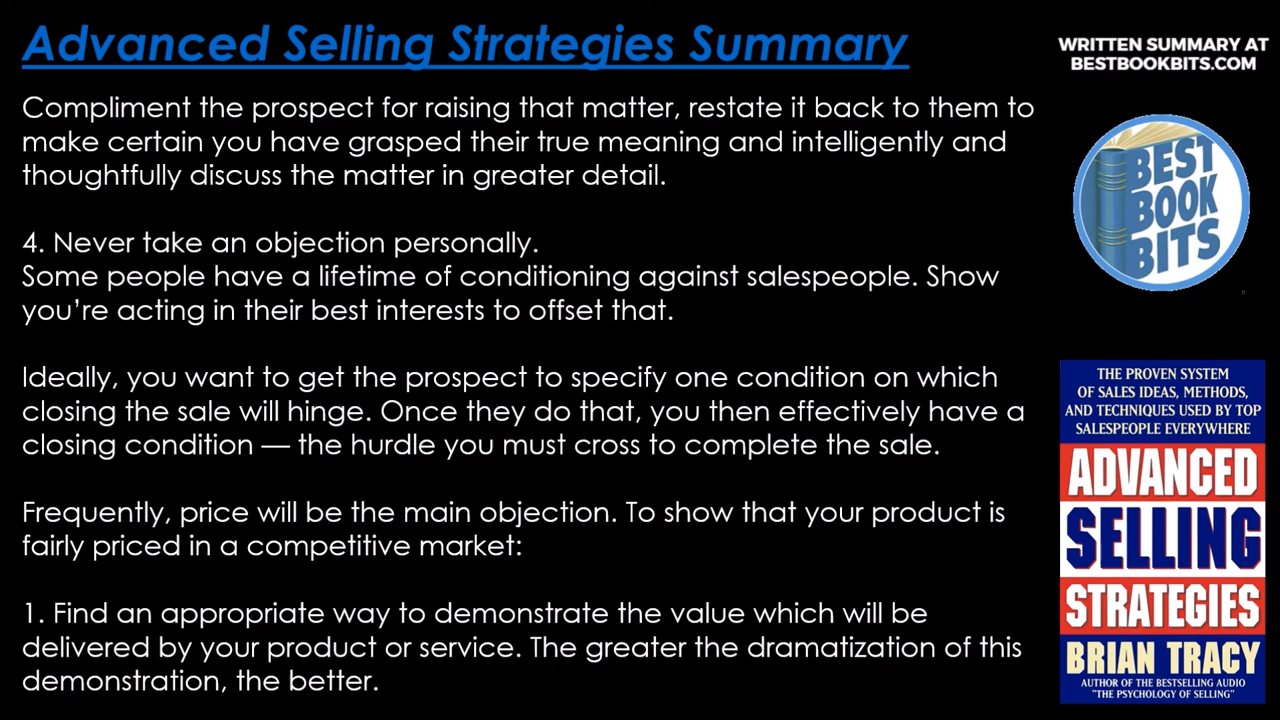 Advanced Selling Strategies Summary
WRITTEN SUMMARY AT
BESTBOOKBITS.COM
Compliment the prospect for raising that matter, restate it back to them to
make certain you have grasped their true meaning and intelligently and
thoughtfully discuss the matter in greater detail.
4. Never take an objection personally.
Some people have a lifetime of conditioning against salespeople. Show
you’re acting in their best interests to offset that.
Ideally, you want to get the prospect to specify one condition on which
closing the sale will hinge. Once they do that, you then effectively have a
closing condition — the hurdle you must cross to complete the sale.
Frequently, price will be the main objection. To show that your product is
fairly priced in a competitive market:
1. Find an appropriate way to demonstrate the value which will be
delivered by your product or service. The greater the dramatization of this
demonstration, the better.
BEST
BOOK
BITS
THE PROVEN SYSTEM
OF SALES IDEAS, METHODS,
AND TECHNIQUES USED BY TOP
SALESPEOPLE EVERYWHERE
ADVANCED
SELLING
STRATEGIES
BRIAN TRACY
AUTHOR OF THE BESTSELLING AUDIO
"THE PSYCHOLOGY OF SELLING"